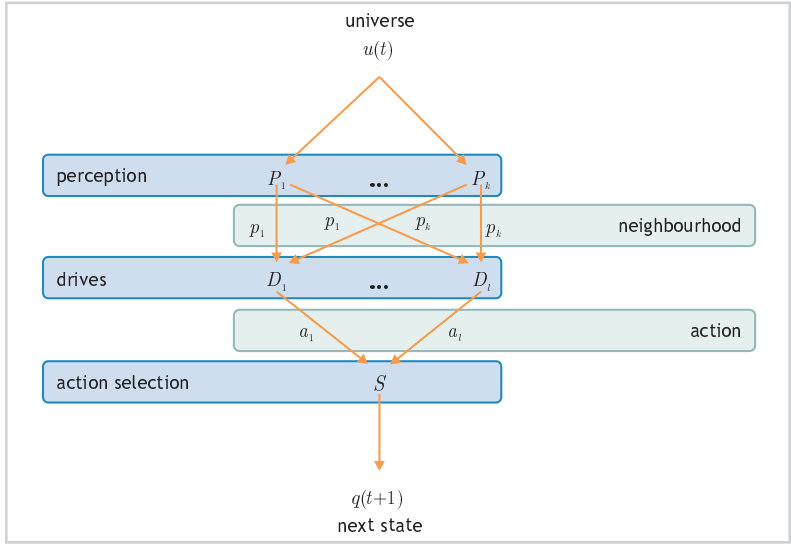 universe
u(t)
perception P₁ ... Pₖ
p₁ p₁ pₖ pₖ neighbourhood
drives D₁ ... Dₗ
a₁ aₗ action
action selection S
q(t+1)
next state